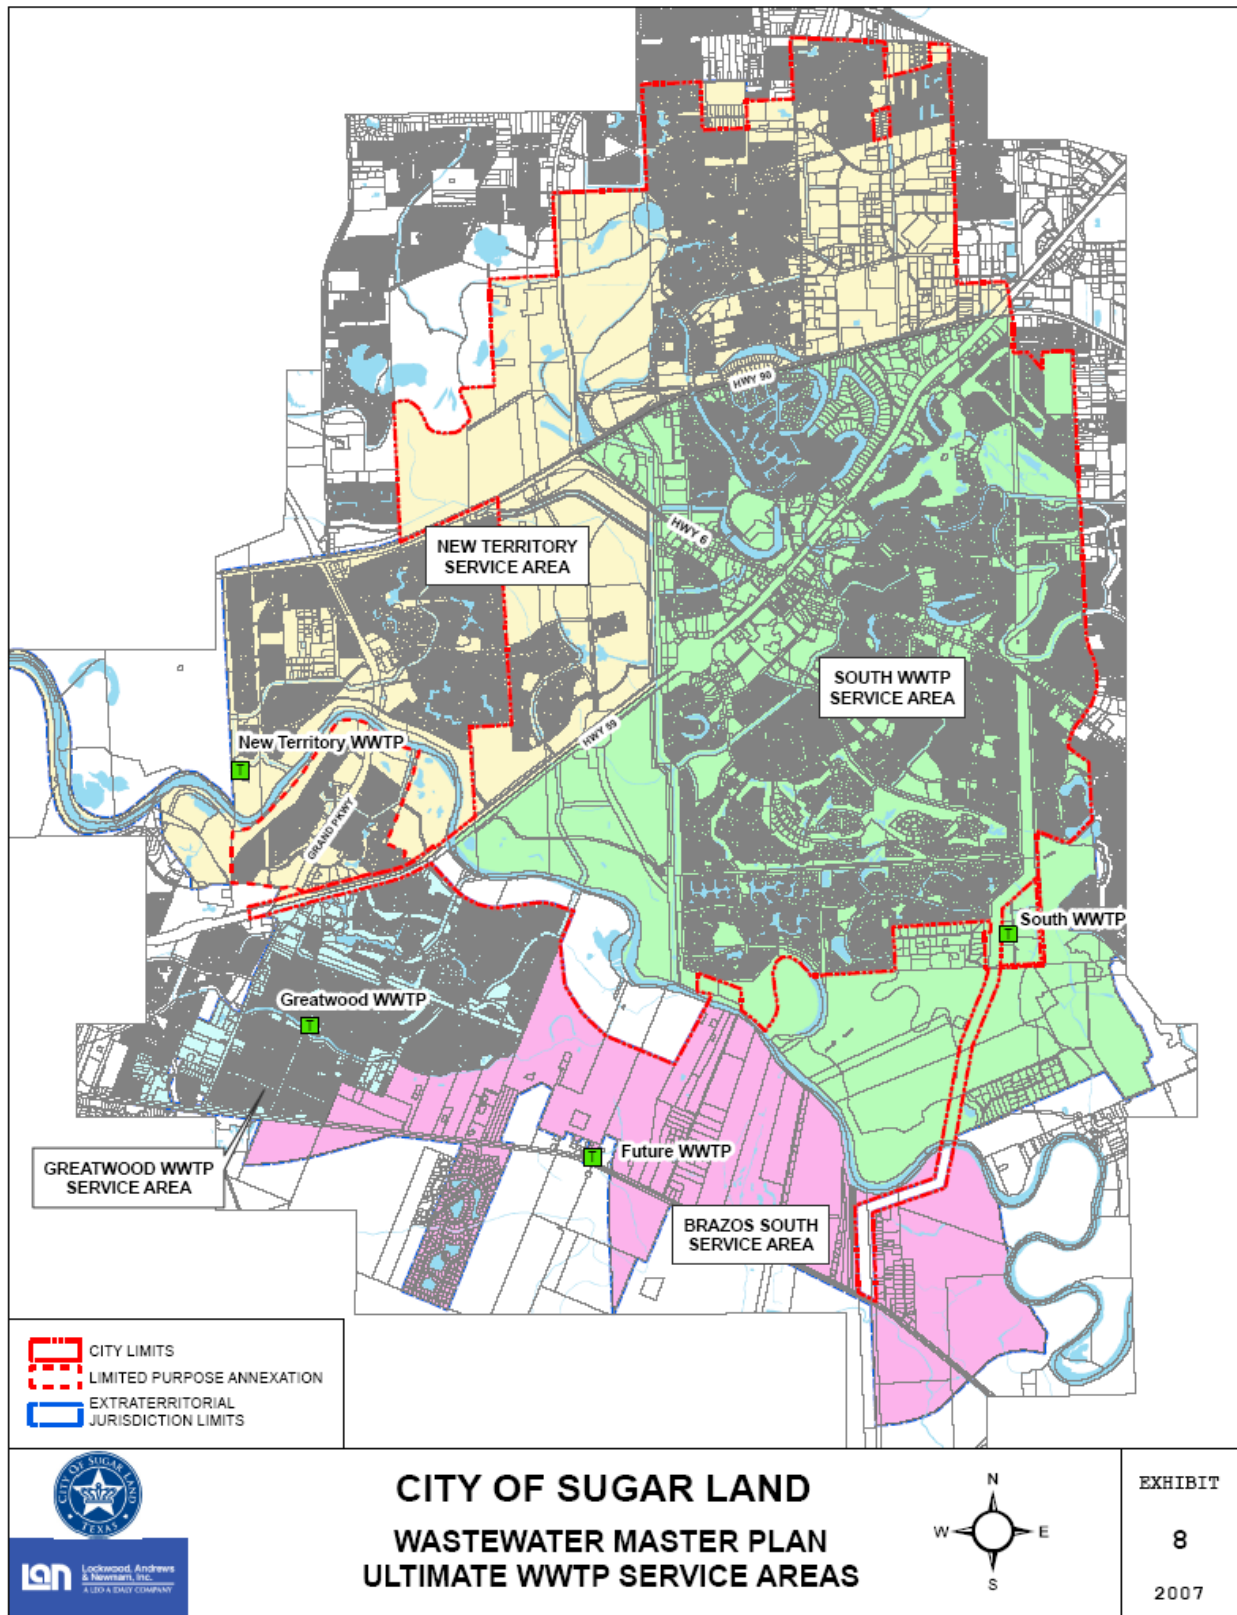 HWY 90
HWY 6
NEW TERRITORY
SERVICE AREA
SOUTH WWTP
SERVICE AREA
HWY 59
New Territory WWTP
T
GRAND PKWY
South WWTP
T
Greatwood WWTP
T
Future WWTP
T
GREATWOOD WWTP
SERVICE AREA
BRAZOS SOUTH
SERVICE AREA
CITY LIMITS
LIMITED PURPOSE ANNEXATION
EXTRATERRITORIAL
JURISDICTION LIMITS
CITY OF SUGAR LAND
TEXAS
Lan
Lockwood, Andrews
& Newnam, Inc.
A LEO A DALY COMPANY
CITY OF SUGAR LAND
WASTEWATER MASTER PLAN
ULTIMATE WWTP SERVICE AREAS
N
W
E
S
EXHIBIT
8
2007